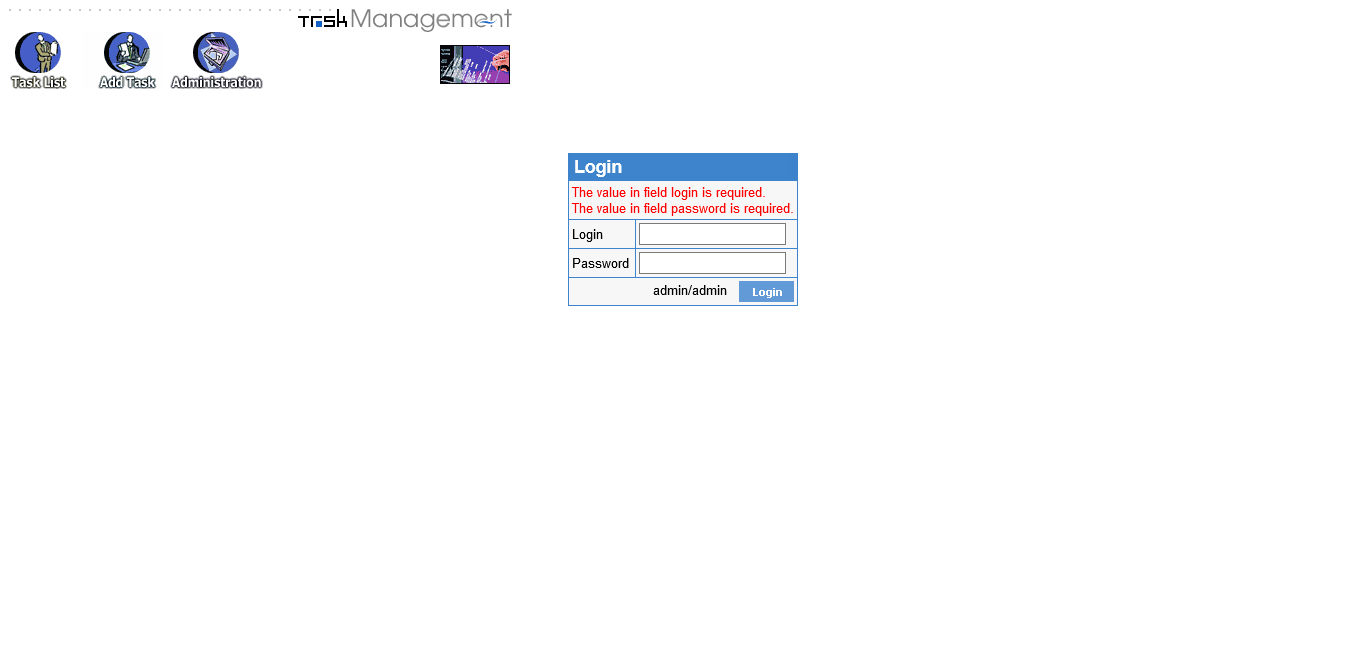 Task Management
Task List
Add Task
Administration
Login
The value in field login is required.
The value in field password is required.
Login
Password
admin/admin
Login